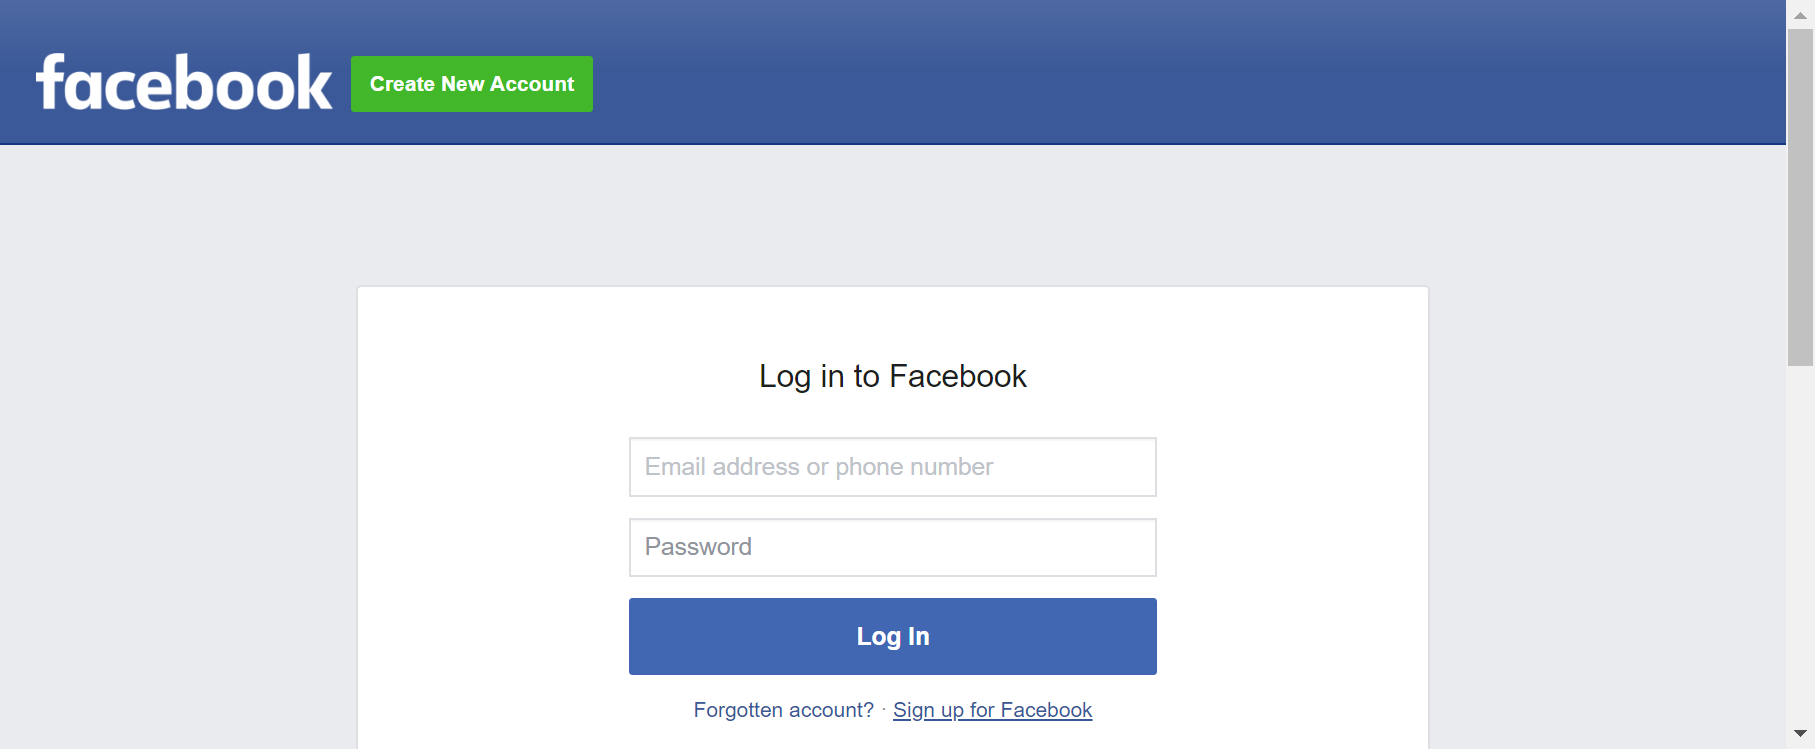 facebook
Create New Account
Log in to Facebook
Email address or phone number
Password
Log In
Forgotten account? · Sign up for Facebook